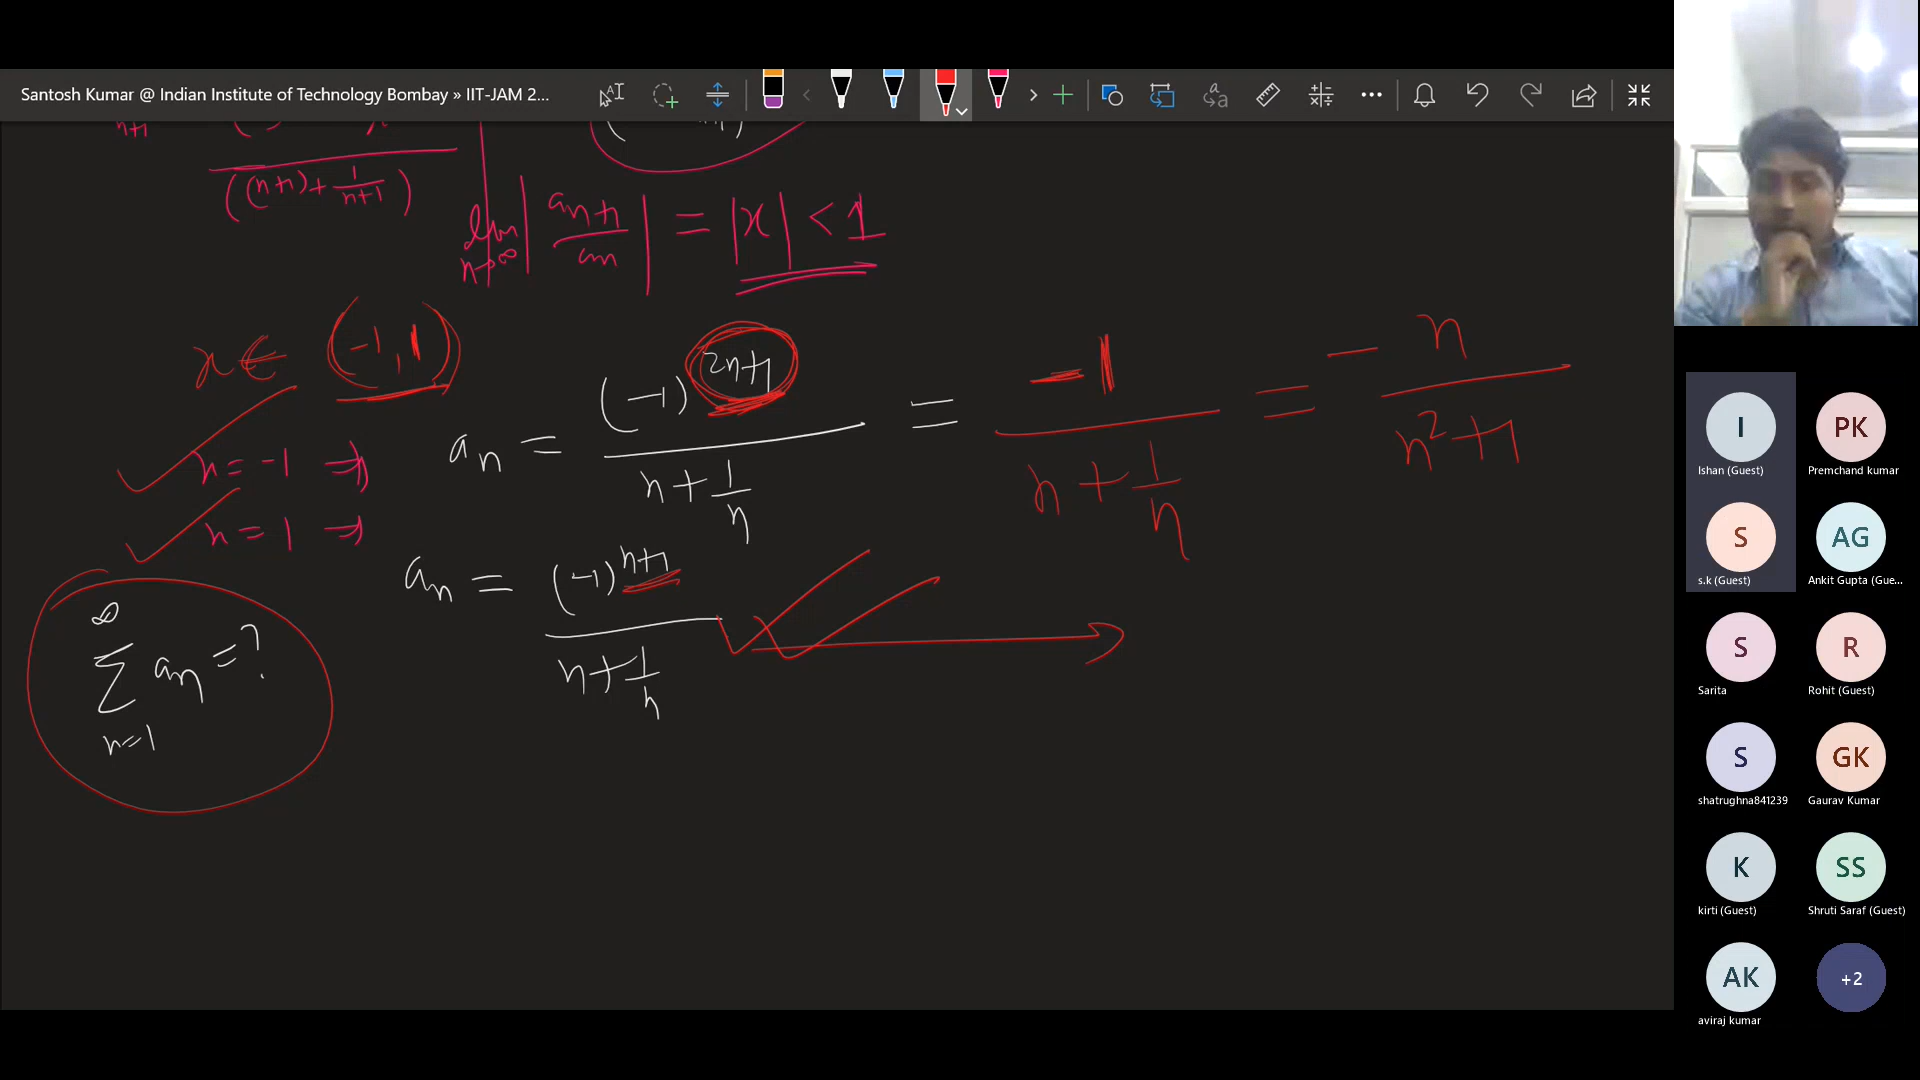 Santosh Kumar @ Indian Institute of Technology Bombay » IIT-JAM 2...
n+1
((n+1) + 1/(n+1))
lim n→∞ | an+1 / an | = |x| < 1
x ∈ (-1, 1)
an = (-1)^(2n+1) / (n + 1/n) = -1 / (n + 1/n) = - n / (n² + 1)
n = -1 ⇒
n = 1 ⇒
an = (-1)^(n+1) / (n + 1/n)
∞ Σ n=1 an = ?
I
Ishan (Guest)
PK
Premchand kumar
S
s.k (Guest)
AG
Ankit Gupta (Gue...
S
Sarita
R
Rohit (Guest)
S
shatrughna841239
GK
Gaurav Kumar
K
kirti (Guest)
SS
Shruti Saraf (Guest)
AK
aviraj kumar
+2